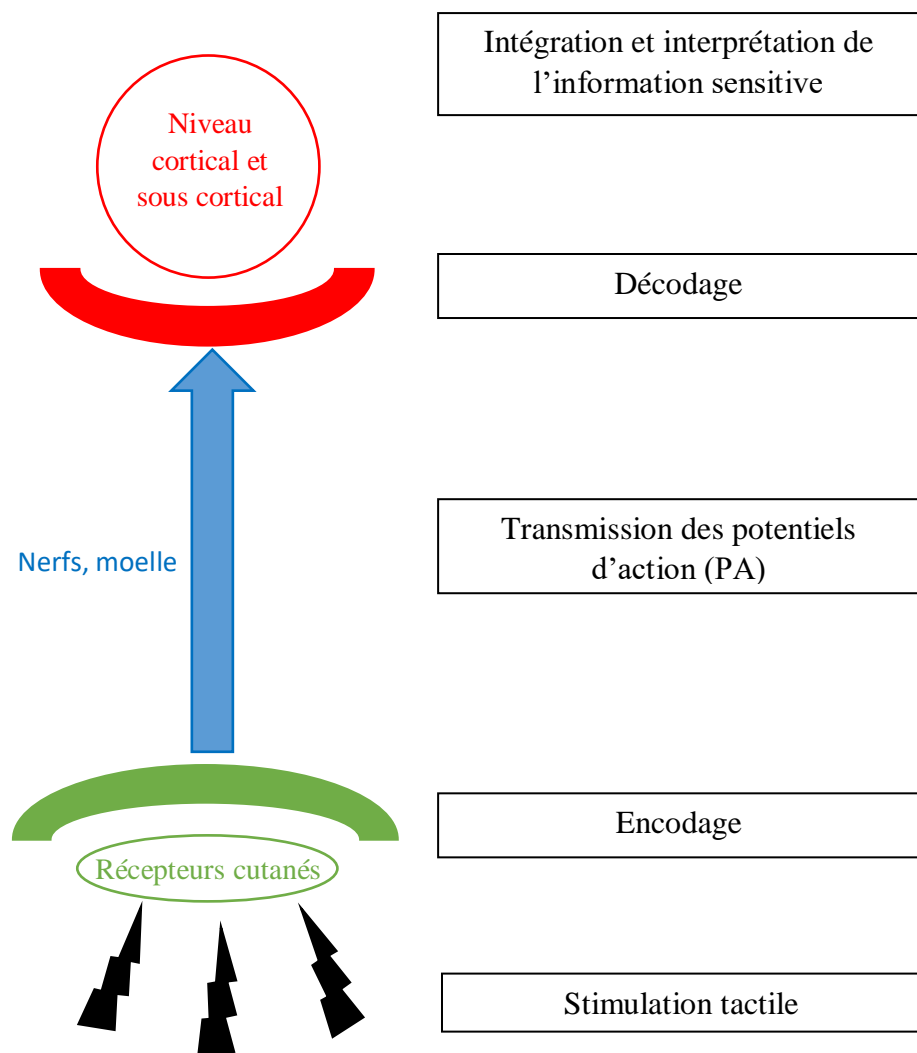 Intégration et interprétation de
l'information sensitive
Niveau
cortical et
sous cortical
Décodage
Transmission des potentiels
d'action (PA)
Nerfs, moelle
Encodage
Récepteurs cutanés
Stimulation tactile